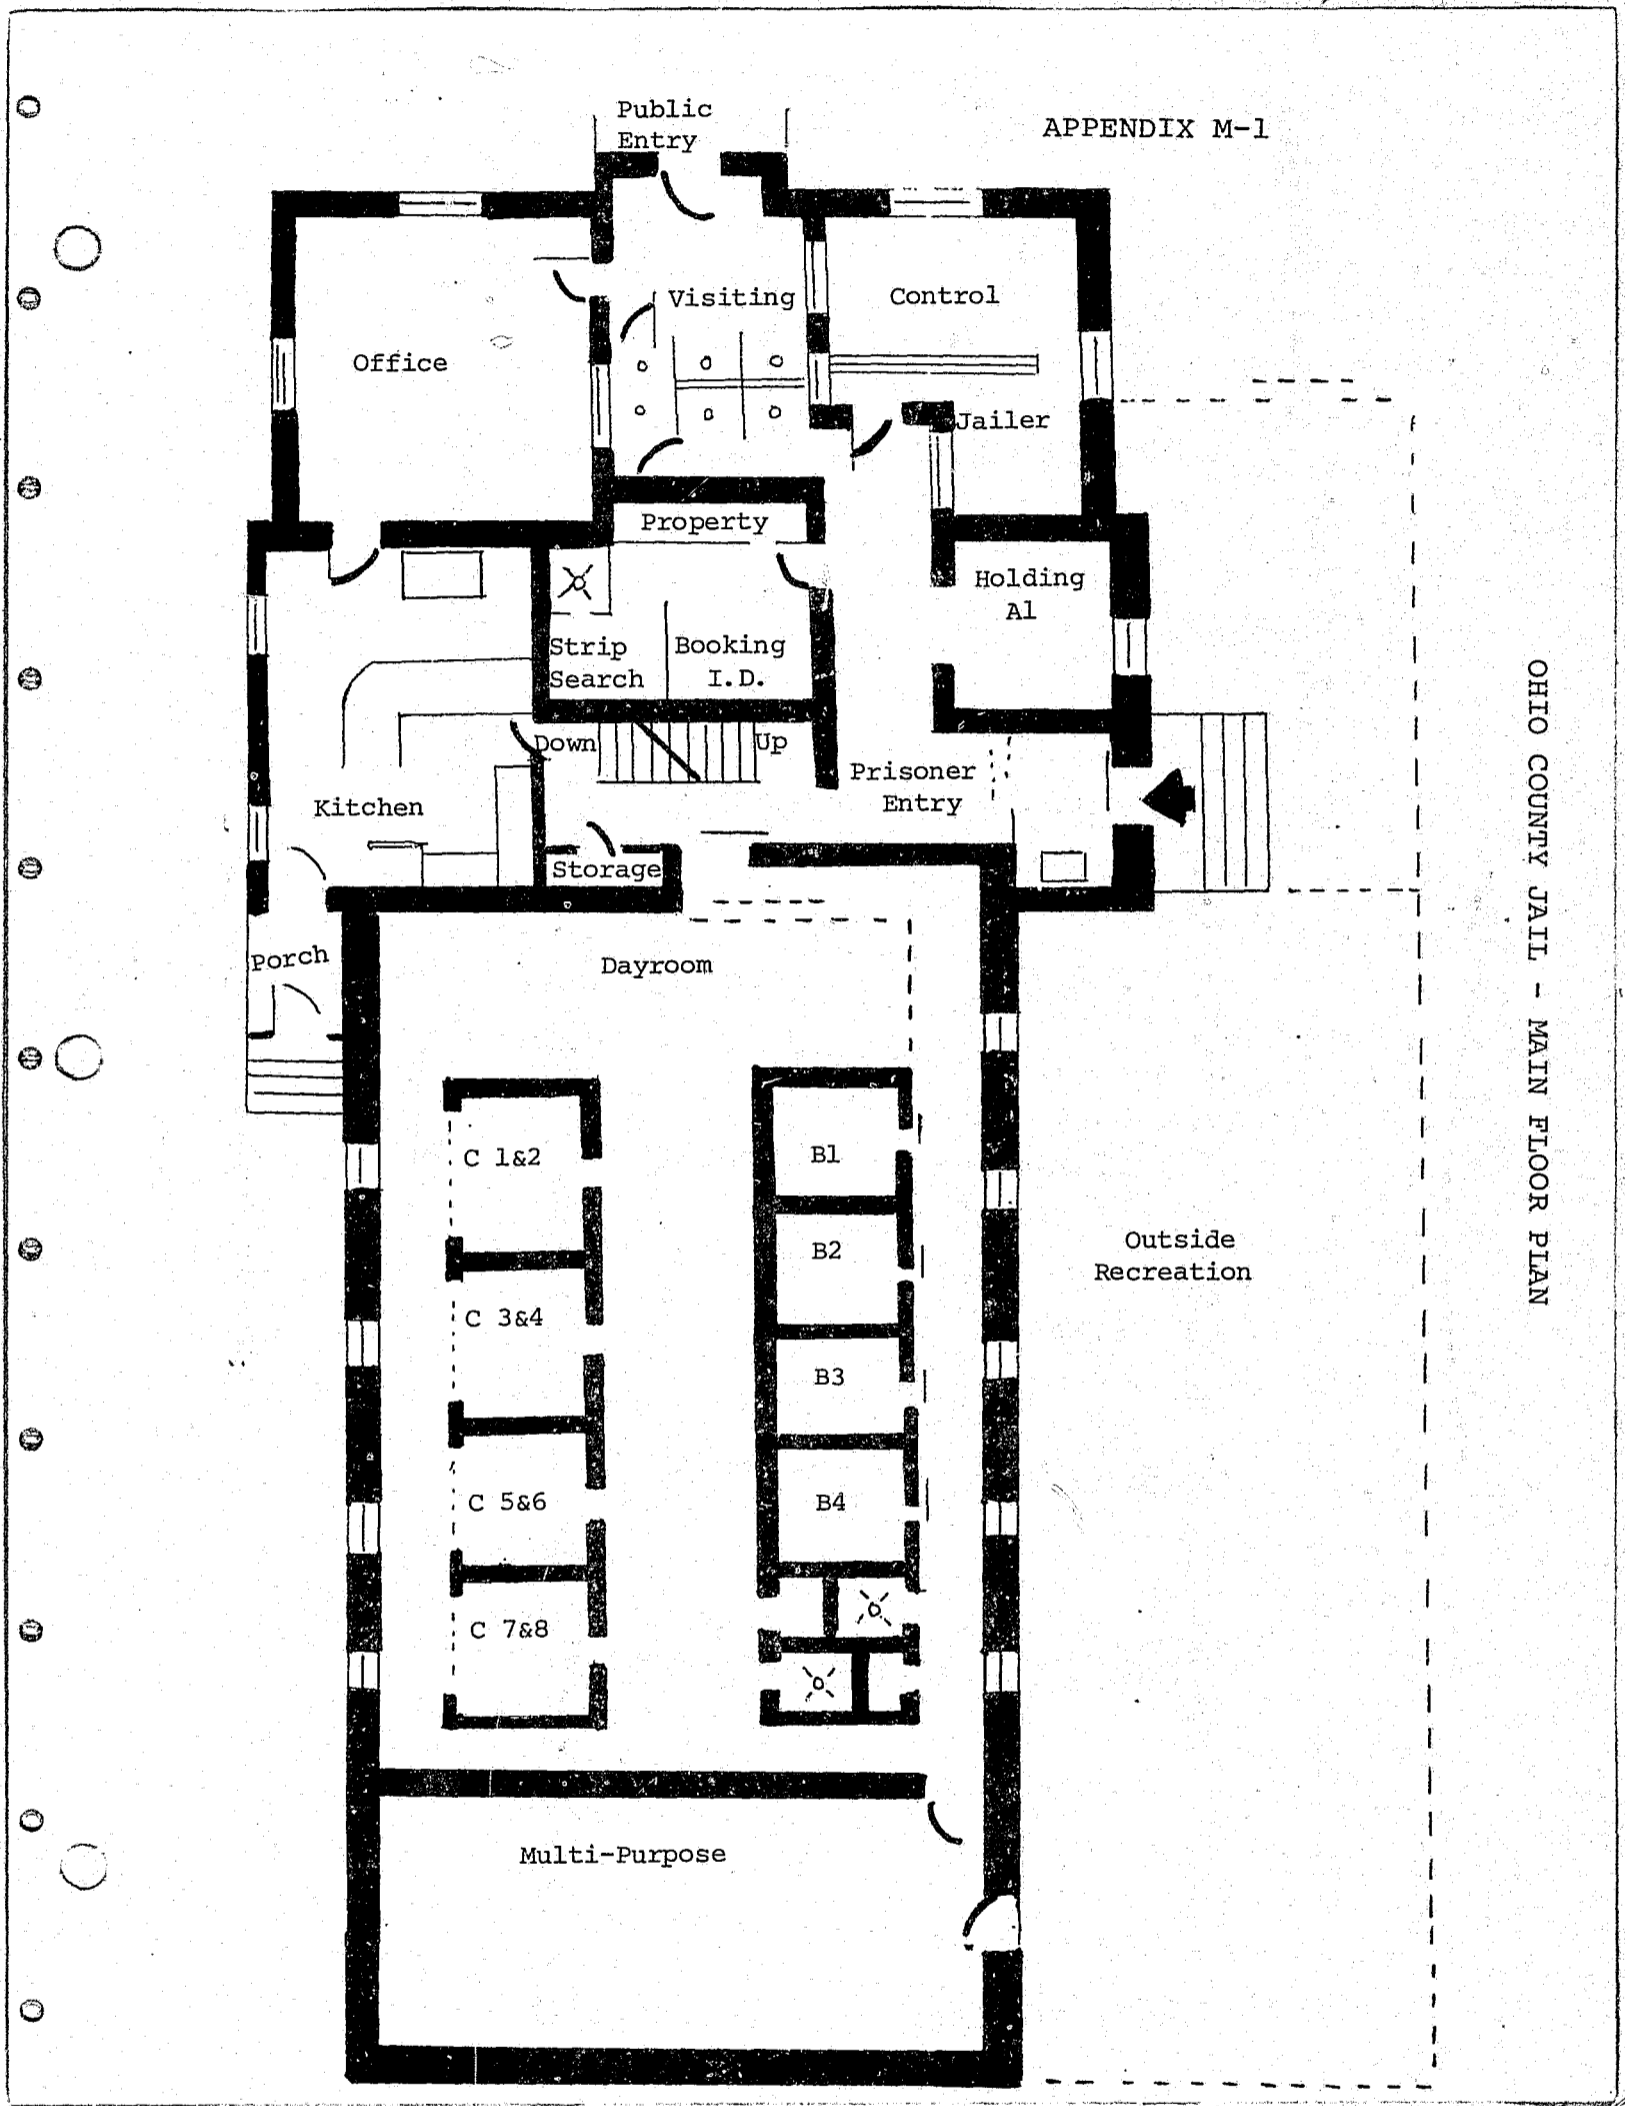 Public
Entry
APPENDIX M-1
Visiting
Control
Office
Jailer
Property
Holding
A1
Strip
Search
Booking
I.D.
Down
Up
Prisoner
Entry
Kitchen
Storage
Porch
Dayroom
C 1&2
B1
B2
C 3&4
B3
C 5&6
B4
C 7&8
Outside
Recreation
Multi-Purpose
OHIO COUNTY JAIL - MAIN FLOOR PLAN